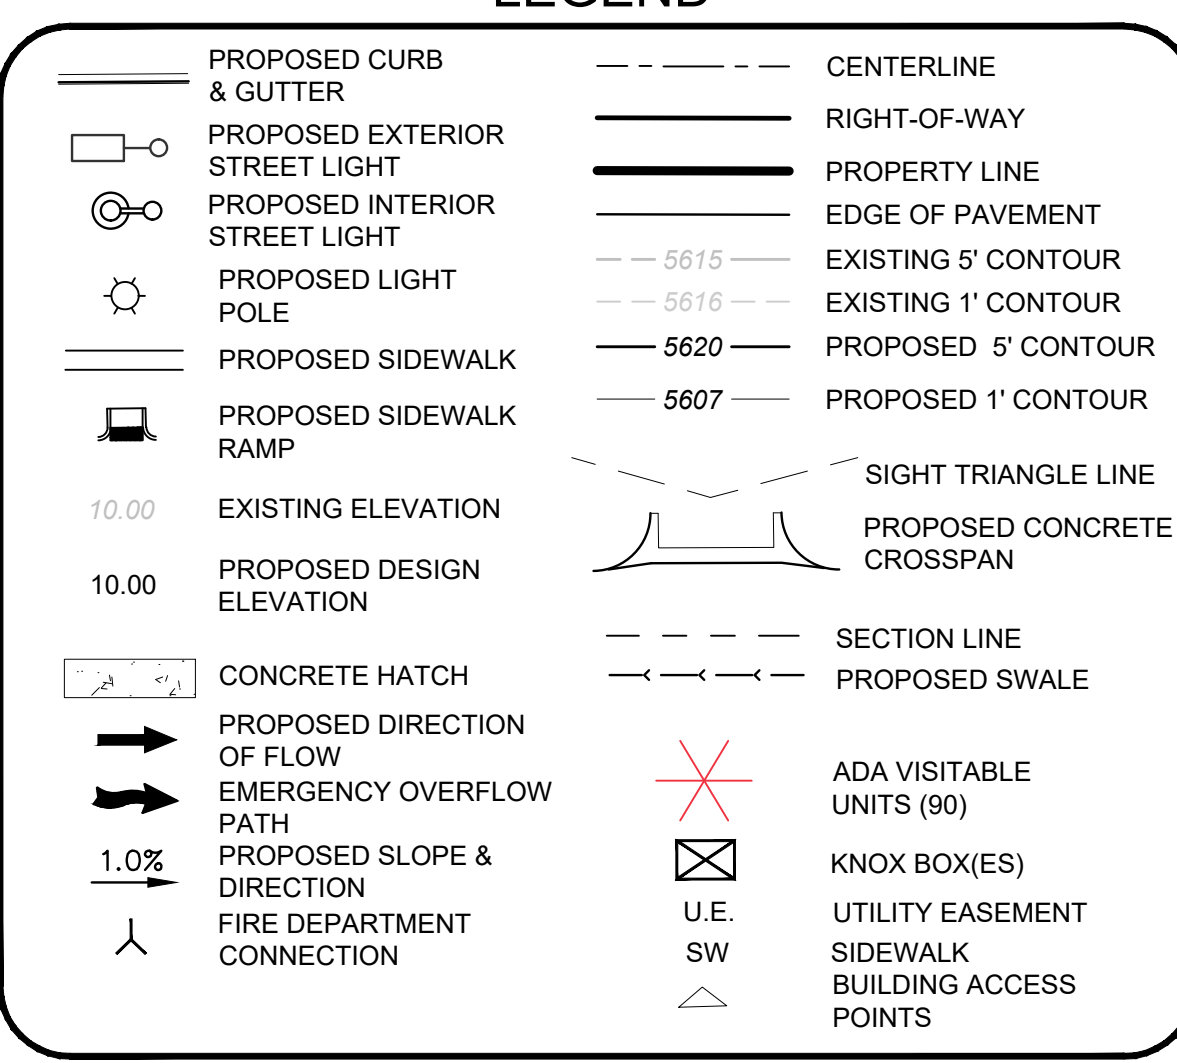 LEGEND
PROPOSED CURB
& GUTTER
PROPOSED EXTERIOR
STREET LIGHT
PROPOSED INTERIOR
STREET LIGHT
PROPOSED LIGHT
POLE
PROPOSED SIDEWALK
PROPOSED SIDEWALK
RAMP
10.00 EXISTING ELEVATION
10.00 PROPOSED DESIGN
ELEVATION
CONCRETE HATCH
PROPOSED DIRECTION
OF FLOW
EMERGENCY OVERFLOW
PATH
1.0% PROPOSED SLOPE &
DIRECTION
FIRE DEPARTMENT
CONNECTION
CENTERLINE
RIGHT-OF-WAY
PROPERTY LINE
EDGE OF PAVEMENT
5615 EXISTING 5' CONTOUR
5616 EXISTING 1' CONTOUR
5620 PROPOSED 5' CONTOUR
5607 PROPOSED 1' CONTOUR
SIGHT TRIANGLE LINE
PROPOSED CONCRETE
CROSSPAN
SECTION LINE
PROPOSED SWALE
ADA VISITABLE
UNITS (90)
KNOX BOX(ES)
U.E. UTILITY EASEMENT
SW SIDEWALK
BUILDING ACCESS
POINTS